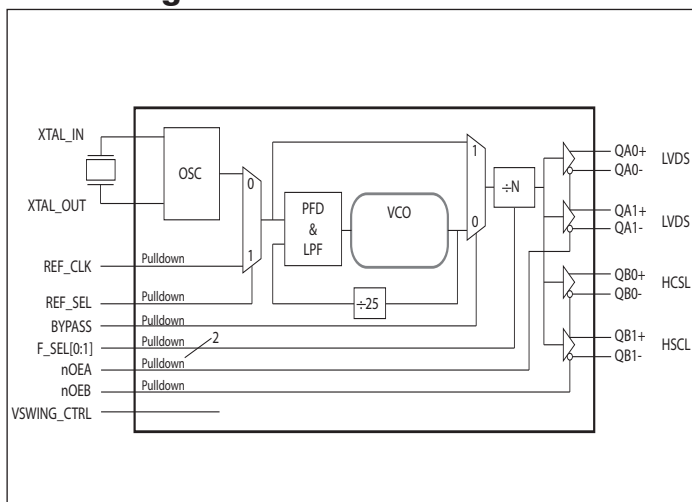 XTAL_IN
XTAL_OUT
OSC
0
1
PFD
&
LPF
VCO
÷25
1
0
÷N
REF_CLK Pulldown
REF_SEL Pulldown
BYPASS Pulldown
F_SEL[0:1] Pulldown 2
nOEA Pulldown
nOEB Pulldown
VSWING_CTRL
QA0+
QA0- LVDS
QA1+
QA1- LVDS
QB0+
QB0- HCSL
QB1+
QB1- HSCL